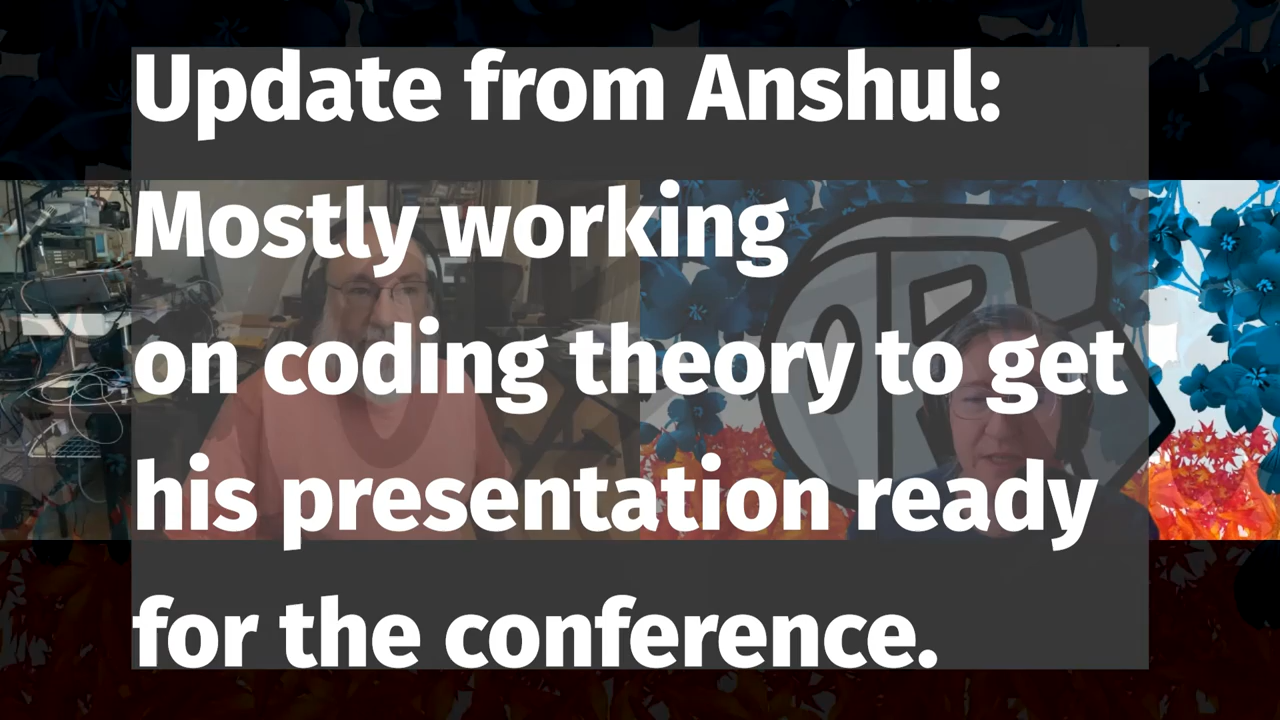 Update from Anshul:
Mostly working
on coding theory to get
his presentation ready
for the conference.